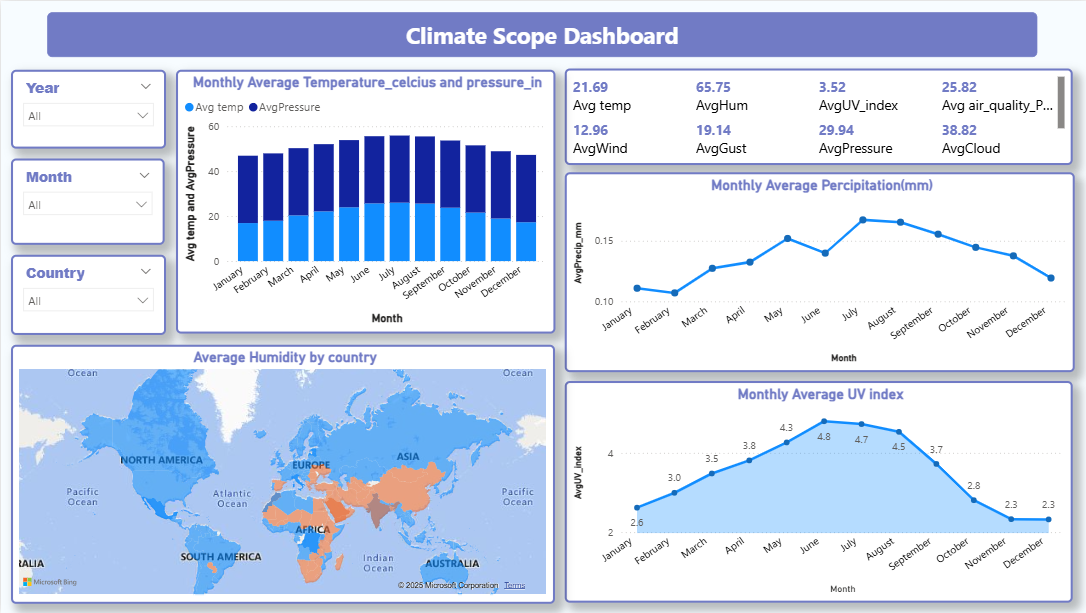 Climate Scope Dashboard
Year
All
Month
All
Country
All
Monthly Average Temperature_celcius and pressure_in
Avg temp AvgPressure
Avg temp and AvgPressure
60
40
20
0
January
February
March
April
May
June
July
August
September
October
November
December
Month
21.69 65.75 3.52 25.82
Avg temp AvgHum AvgUV_index Avg air_quality_P...
12.96 19.14 29.94 38.82
AvgWind AvgGust AvgPressure AvgCloud
Monthly Average Percipitation(mm)
AvgPrecip_mm
0.15
0.10
January
February
March
April
May
June
July
August
September
October
November
December
Month
Average Humidity by country
Ocean Ocean
NORTH AMERICA EUROPE ASIA
Pacific
Ocean
Atlantic
Ocean
Pacific
Ocean
AFRICA
SOUTH AMERICA
Indian
Ocean
RALIA AUSTRALIA
Microsoft Bing
© 2025 Microsoft Corporation Terms
Monthly Average UV index
AvgUV_index
4
2
2.6
3.0
3.5
3.8
4.3
4.8
4.7
4.5
3.7
2.8
2.3
2.3
January
February
March
April
May
June
July
August
September
October
November
December
Month